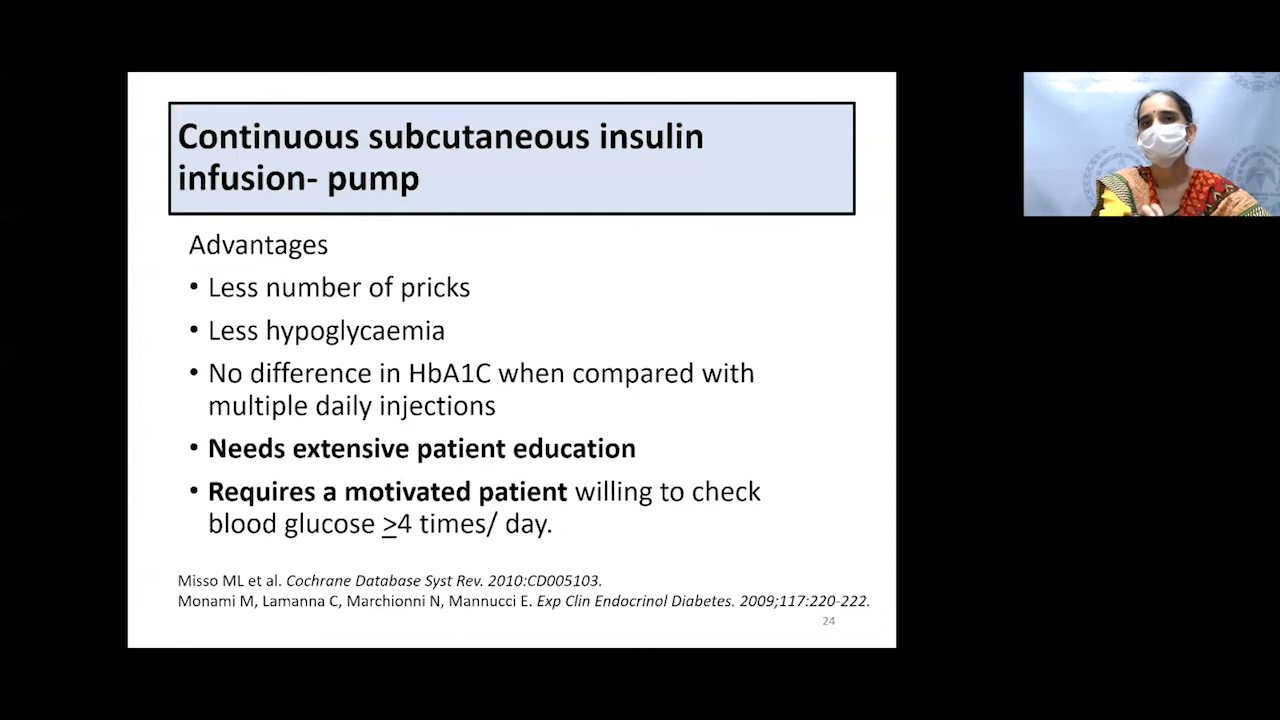 Continuous subcutaneous insulin
infusion- pump
Advantages
• Less number of pricks
• Less hypoglycaemia
• No difference in HbA1C when compared with
multiple daily injections
• Needs extensive patient education
• Requires a motivated patient willing to check
blood glucose ≥4 times/ day.
Misso ML et al. Cochrane Database Syst Rev. 2010:CD005103.
Monami M, Lamanna C, Marchionni N, Mannucci E. Exp Clin Endocrinol Diabetes. 2009;117:220-222.
24